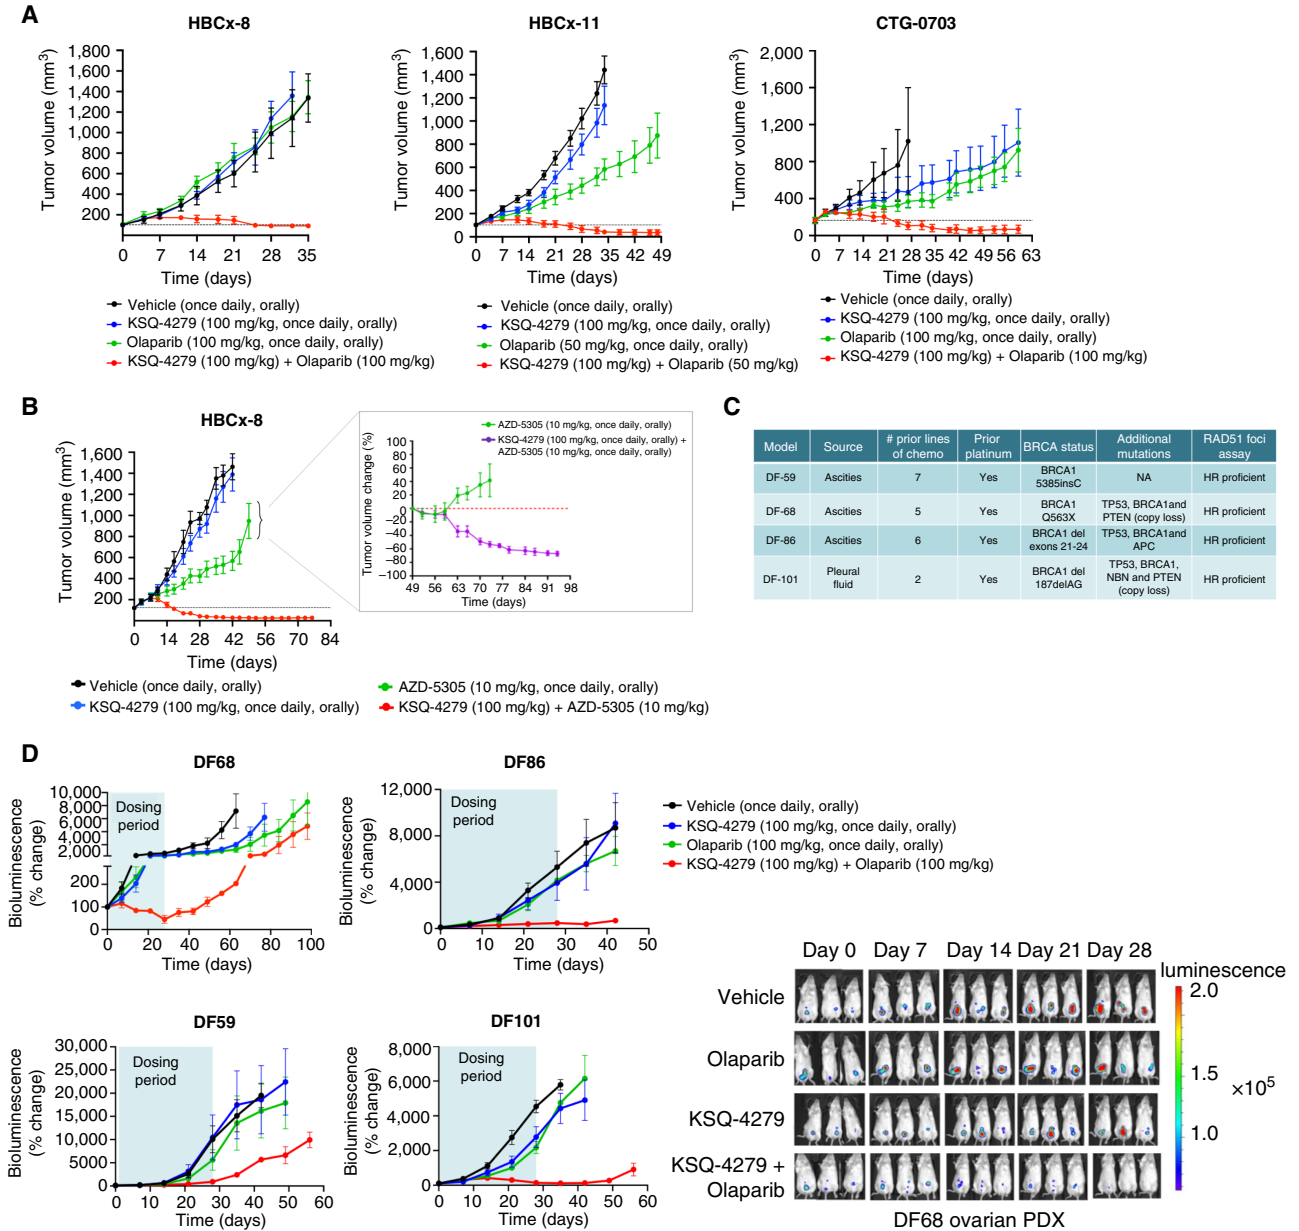 A
HBCx-8
Tumor volume (mm3)
1,800
1,600
1,400
1,200
1,000
800
600
400
200
0 7 14 21 28 35
Time (days)
Vehicle (once daily, orally)
KSQ-4279 (100 mg/kg, once daily, orally)
Olaparib (100 mg/kg, once daily, orally)
KSQ-4279 (100 mg/kg) + Olaparib (100 mg/kg)
HBCx-11
Tumor volume (mm3)
1,600
1,400
1,200
1,000
800
600
400
200
0
0 7 14 21 28 35 42 49
Time (days)
Vehicle (once daily, orally)
KSQ-4279 (100 mg/kg, once daily, orally)
Olaparib (50 mg/kg, once daily, orally)
KSQ-4279 (100 mg/kg) + Olaparib (50 mg/kg)
CTG-0703
Tumor volume (mm3)
2,000
1,600
1,200
800
400
0
0 7 14 21 28 35 42 49 56 63
Time (days)
Vehicle (once daily, orally)
KSQ-4279 (100 mg/kg, once daily, orally)
Olaparib (100 mg/kg, once daily, orally)
KSQ-4279 (100 mg/kg) + Olaparib (100 mg/kg)
B
HBCx-8
Tumor volume (mm3)
1,600
1,400
1,200
1,000
800
600
400
200
0 14 28 42 56 70 84
Time (days)
Tumor volume change (%)
100
80
60
40
20
0
−20
−40
−60
−80
−100
49 56 63 70 77 84 91 98
Time (days)
AZD-5305 (10 mg/kg, once daily, orally)
KSQ-4279 (100 mg/kg, once daily, orally) +
AZD-5305 (10 mg/kg, once daily, orally)
Vehicle (once daily, orally)
KSQ-4279 (100 mg/kg, once daily, orally)
AZD-5305 (10 mg/kg, once daily, orally)
KSQ-4279 (100 mg/kg) + AZD-5305 (10 mg/kg)
C
Model Source # prior lines of chemo Prior platinum BRCA status Additional mutations RAD51 foci assay
DF-59 Ascities 7 Yes BRCA1 5385insC NA HR proficient
DF-68 Ascities 5 Yes BRCA1 Q563X TP53, BRCA1and PTEN (copy loss) HR proficient
DF-86 Ascities 6 Yes BRCA1 del exons 21-24 TP53, BRCA1and APC HR proficient
DF-101 Pleural fluid 2 Yes BRCA1 del 187delAG TP53, BRCA1, NBN and PTEN (copy loss) HR proficient
D
DF68
Bioluminescence
(% change)
10,000
8,000
6,000
4,000
2,000
200
100
0
Dosing
period
0 20 40 60 80 100
Time (days)
DF86
Bioluminescence
(% change)
12,000
8,000
4,000
0
Dosing
period
0 10 20 30 40 50
Time (days)
Vehicle (once daily, orally)
KSQ-4279 (100 mg/kg, once daily, orally)
Olaparib (100 mg/kg, once daily, orally)
KSQ-4279 (100 mg/kg) + Olaparib (100 mg/kg)
DF59
Bioluminescence
(% change)
30,000
25,000
20,000
15,000
10,000
5000
0
Dosing
period
0 10 20 30 40 50 60
Time (days)
DF101
Bioluminescence
(% change)
8,000
6,000
4,000
2,000
0
Dosing
period
0 10 20 30 40 50 60
Time (days)
Day 0 Day 7 Day 14 Day 21 Day 28
Vehicle
Olaparib
KSQ-4279
KSQ-4279 +
Olaparib
luminescence
2.0
1.5
×105
1.0
DF68 ovarian PDX